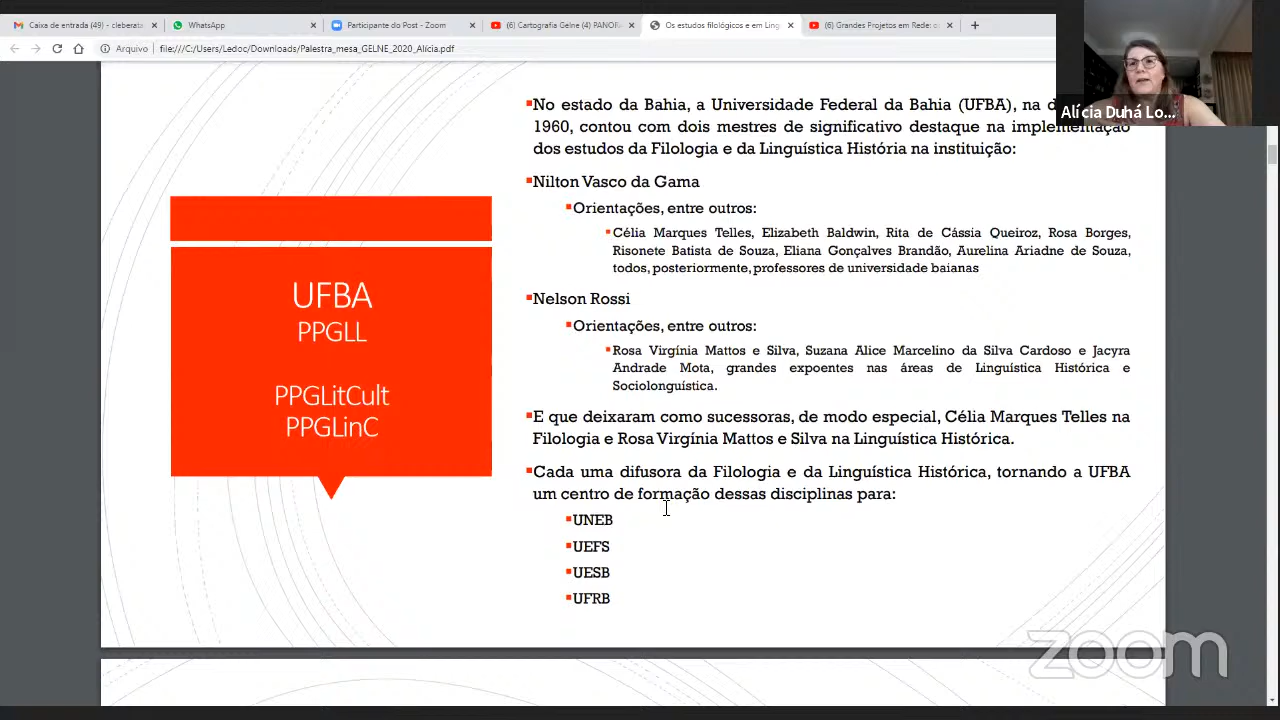 Caixa de entrada (49) - cleberata
WhatsApp
Participante do Post - Zoom
(6) Cartografia Gelne (4) PANOR
Os estudos filológicos e em Ling
(6) Grandes Projetos em Rede: o
Arquivo
file:///C:/Users/Ledoc/Downloads/Palestra_mesa_GELNE_2020_Alícia.pdf
Alícia Duhá Lo...
UFBA
PPGLL
PPGLitCult
PPGLinC
No estado da Bahia, a Universidade Federal da Bahia (UFBA), na d
1960, contou com dois mestres de significativo destaque na implementação
dos estudos da Filologia e da Linguística História na instituição:
Nilton Vasco da Gama
Orientações, entre outros:
Célia Marques Telles, Elizabeth Baldwin, Rita de Cássia Queiroz, Rosa Borges,
Risonete Batista de Souza, Eliana Gonçalves Brandão, Aurelina Ariadne de Souza,
todos, posteriormente, professores de universidade baianas
Nelson Rossi
Orientações, entre outros:
Rosa Virgínia Mattos e Silva, Suzana Alice Marcelino da Silva Cardoso e Jacyra
Andrade Mota, grandes expoentes nas áreas de Linguística Histórica e
Sociolonguística.
E que deixaram como sucessoras, de modo especial, Célia Marques Telles na
Filologia e Rosa Virgínia Mattos e Silva na Linguística Histórica.
Cada uma difusora da Filologia e da Linguística Histórica, tornando a UFBA
um centro de formação dessas disciplinas para:
UNEB
UEFS
UESB
UFRB
zoom